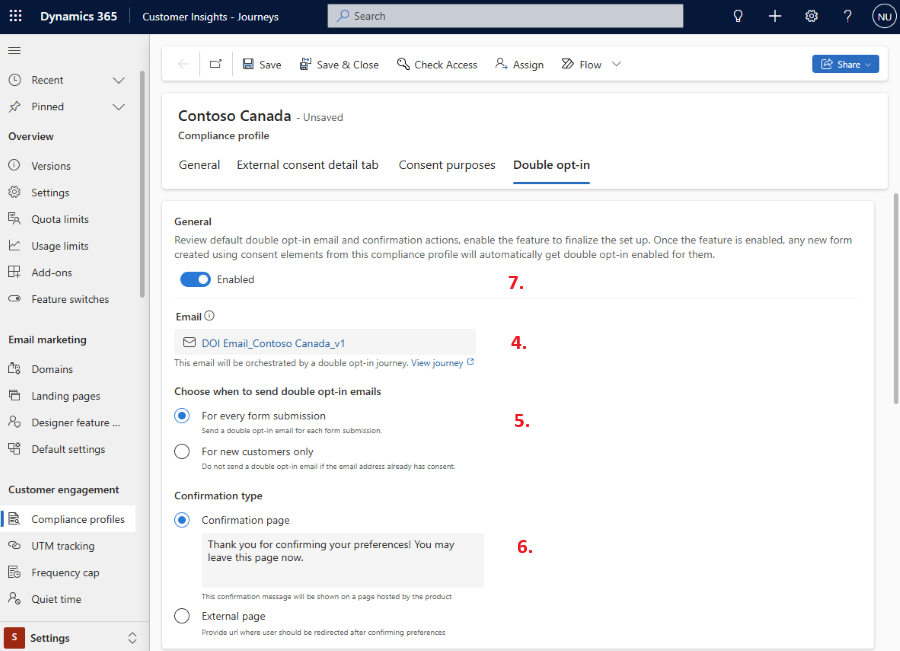 Dynamics 365
Customer Insights - Journeys
Search
?
NU
Recent
Pinned
Overview
Versions
Settings
Quota limits
Usage limits
Add-ons
Feature switches
Email marketing
Domains
Landing pages
Designer feature ...
Default settings
Customer engagement
Compliance profiles
UTM tracking
Frequency cap
Quiet time
S
Settings
Save
Save & Close
Check Access
Assign
Flow
Share
Contoso Canada - Unsaved
Compliance profile
General
External consent detail tab
Consent purposes
Double opt-in
General
Review default double opt-in email and confirmation actions, enable the feature to finalize the set up. Once the feature is enabled, any new form
created using consent elements from this compliance profile will automatically get double opt-in enabled for them.
Enabled
7.
Email
DOI Email_Contoso Canada_v1
4.
This email will be orchestrated by a double opt-in journey. View journey
Choose when to send double opt-in emails
For every form submission
5.
Send a double opt-in email for each form submission.
For new customers only
Do not send a double opt-in email if the email address already has consent.
Confirmation type
Confirmation page
Thank you for confirming your preferences! You may
leave this page now.
6.
This confirmation message will be shown on a page hosted by the product
External page
Provide url where user should be redirected after confirming preferences